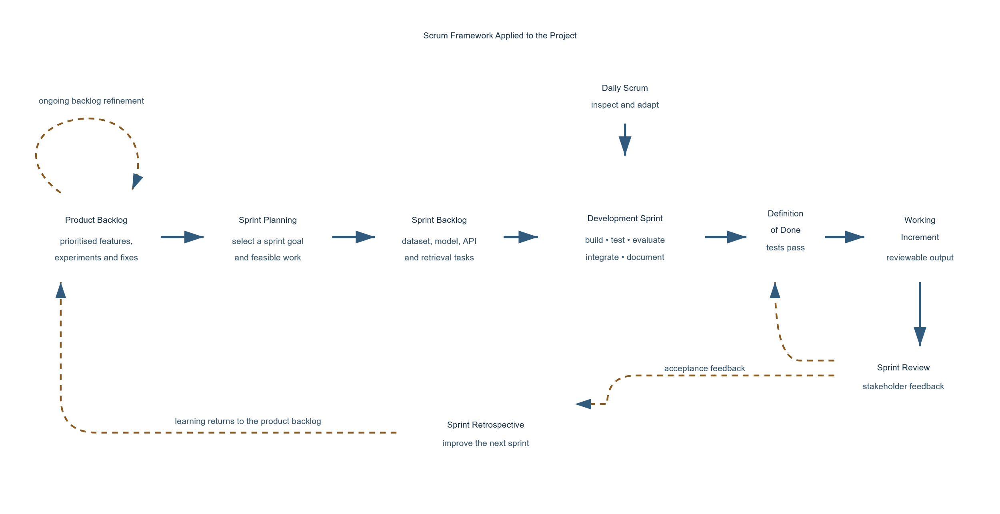 Scrum Framework Applied to the Project
Daily Scrum
inspect and adapt
ongoing backlog refinement
Product Backlog
prioritised features,
experiments and fixes
Sprint Planning
select a sprint goal
and feasible work
Sprint Backlog
dataset, model, API
and retrieval tasks
Development Sprint
build • test • evaluate
integrate • document
Definition
of Done
tests pass
Working
Increment
reviewable output
Sprint Review
stakeholder feedback
acceptance feedback
Sprint Retrospective
improve the next sprint
learning returns to the product backlog